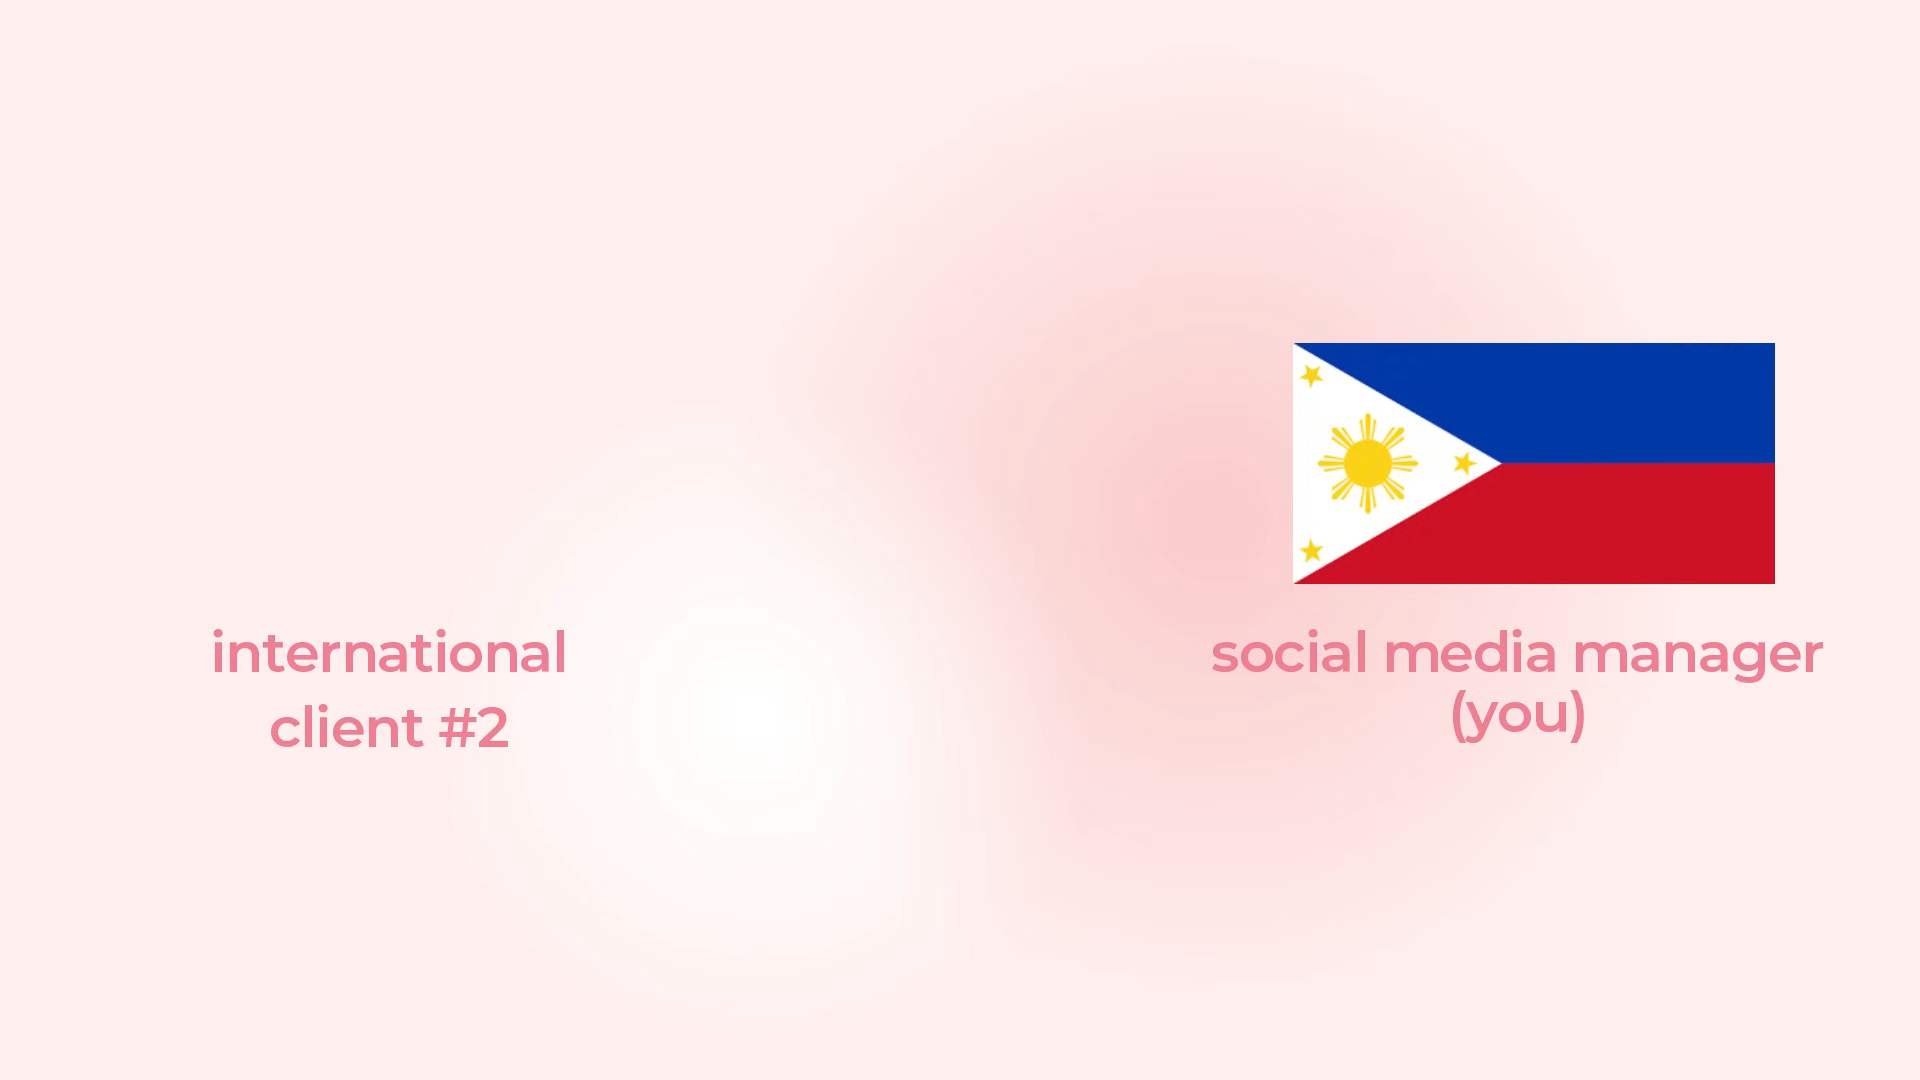 international
client #2
social media manager
(you)